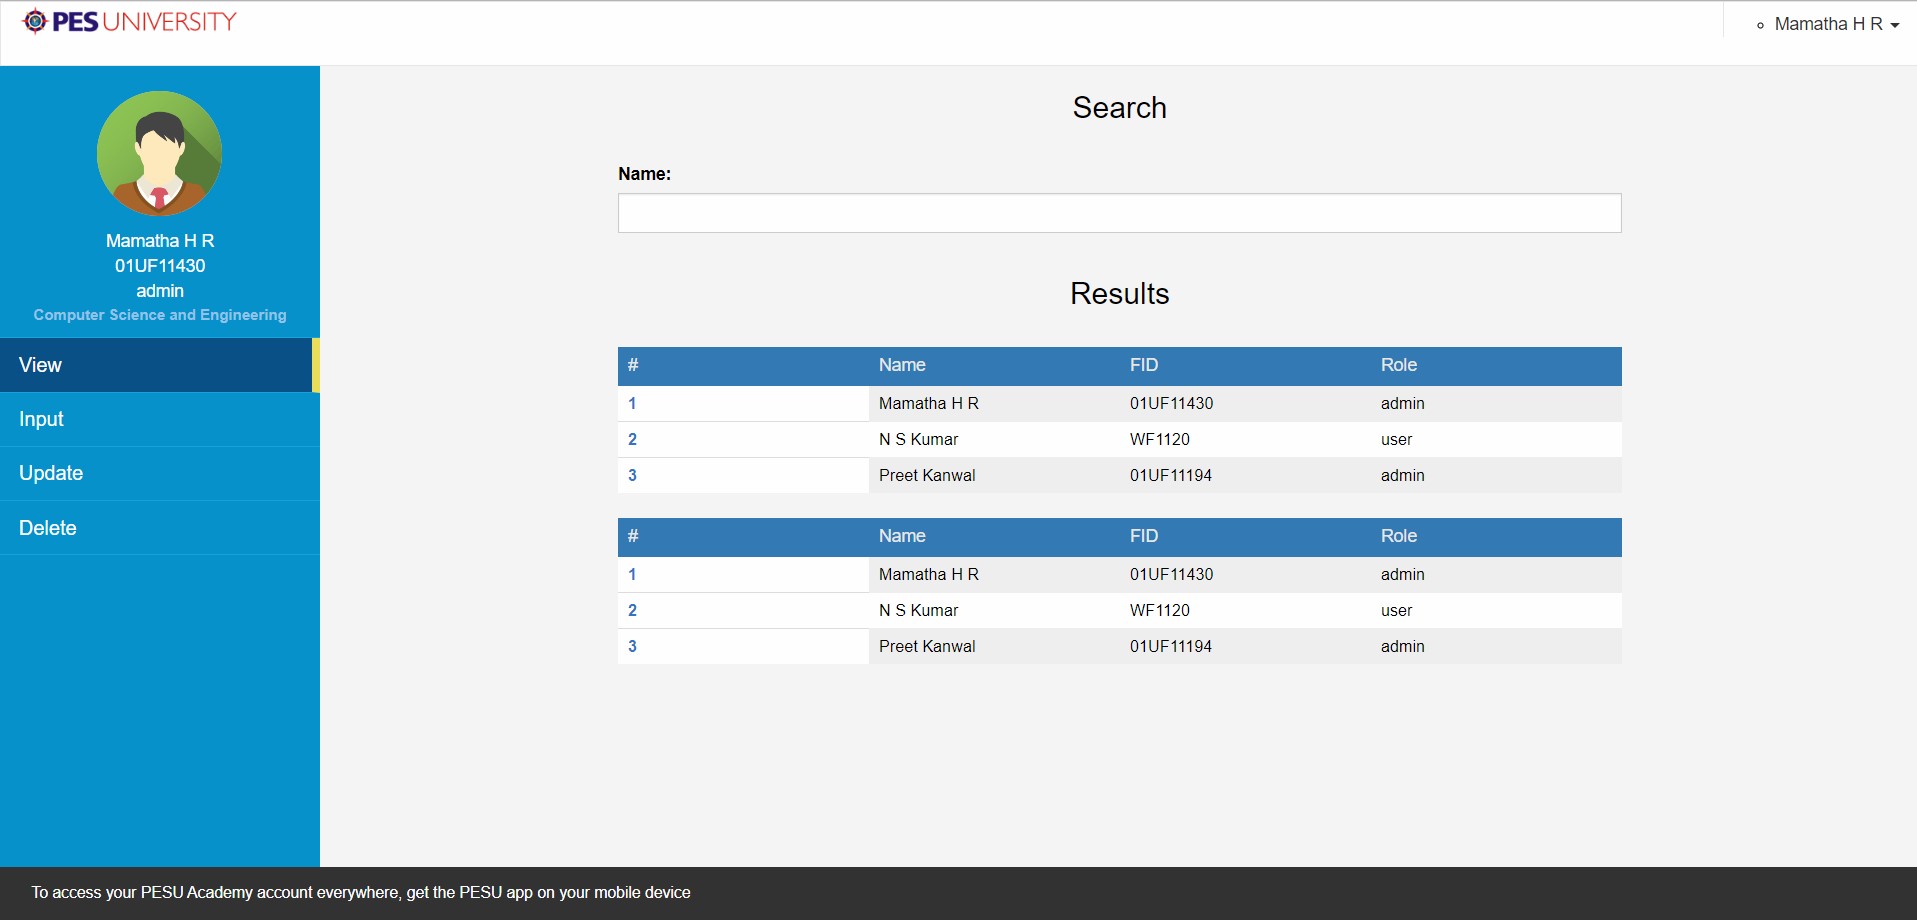 PES UNIVERSITY
Mamatha H R
Mamatha H R
01UF11430
admin
Computer Science and Engineering
View
Input
Update
Delete
Search
Name:
Results
# Name FID Role
1 Mamatha H R 01UF11430 admin
2 N S Kumar WF1120 user
3 Preet Kanwal 01UF11194 admin
# Name FID Role
1 Mamatha H R 01UF11430 admin
2 N S Kumar WF1120 user
3 Preet Kanwal 01UF11194 admin
To access your PESU Academy account everywhere, get the PESU app on your mobile device